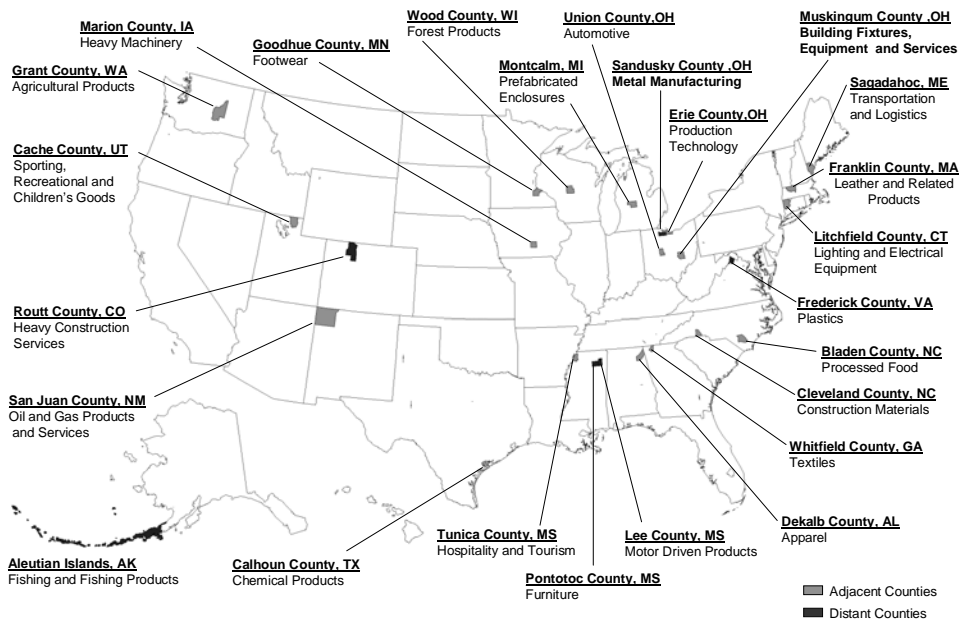 Marion County, IA
Heavy Machinery
Goodhue County, MN
Footwear
Wood County, WI
Forest Products
Union County,OH
Automotive
Muskingum County ,OH
Building Fixtures,
Equipment and Services
Grant County, WA
Agricultural Products
Montcalm, MI
Prefabricated
Enclosures
Sandusky County ,OH
Metal Manufacturing
Sagadahoc, ME
Transportation
and Logistics
Erie County,OH
Production
Technology
Cache County, UT
Sporting,
Recreational and
Children's Goods
Franklin County, MA
Leather and Related
Products
Litchfield County, CT
Lighting and Electrical
Equipment
Routt County, CO
Heavy Construction
Services
Frederick County, VA
Plastics
Bladen County, NC
Processed Food
San Juan County, NM
Oil and Gas Products
and Services
Cleveland County, NC
Construction Materials
Whitfield County, GA
Textiles
Dekalb County, AL
Apparel
Aleutian Islands, AK
Fishing and Fishing Products
Calhoun County, TX
Chemical Products
Tunica County, MS
Hospitality and Tourism
Lee County, MS
Motor Driven Products
Pontotoc County, MS
Furniture
Adjacent Counties
Distant Counties